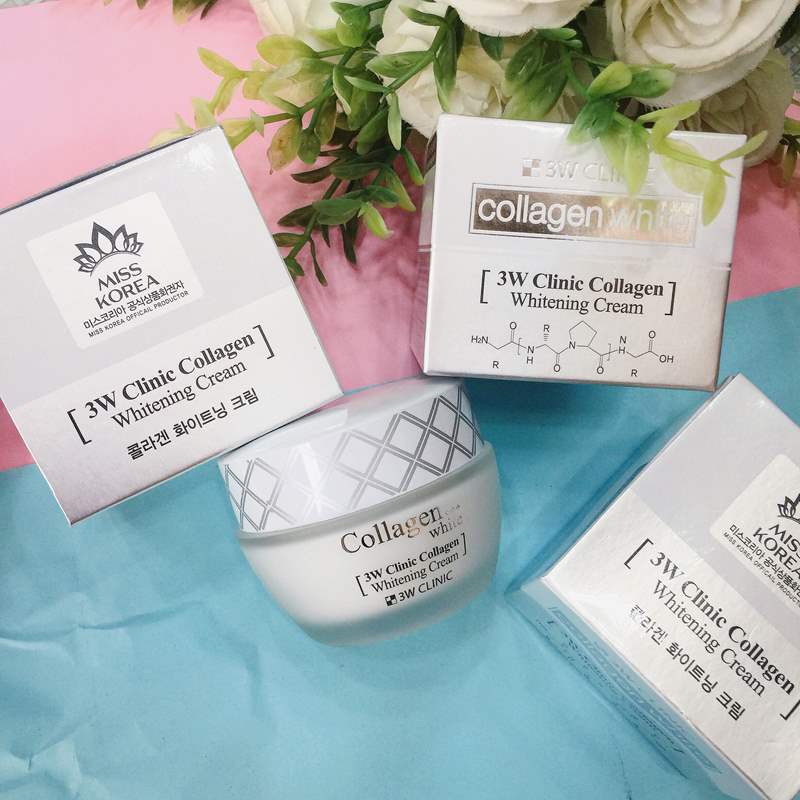 MISS
KOREA
미스코리아 공식상품화권자
MISS KOREA OFFICAIL PRODUCTOR
[ 3W Clinic Collagen
Whitening Cream ]
콜라겐 화이트닝 크림
3W CLINIC
collagen white
[ 3W Clinic Collagen
Whitening Cream ]
H₂N
R
O
N
H
R
O
N
O
N
H
R
O
OH
Collagen
white
[ 3W Clinic Collagen
Whitening Cream ]
3W CLINIC
MISS
KOREA
미스코리아 공식상품화권자
MISS KOREA OFFICAIL PRODUCTOR
[ 3W Clinic Collagen
Whitening Cream ]
콜라겐 화이트닝 크림